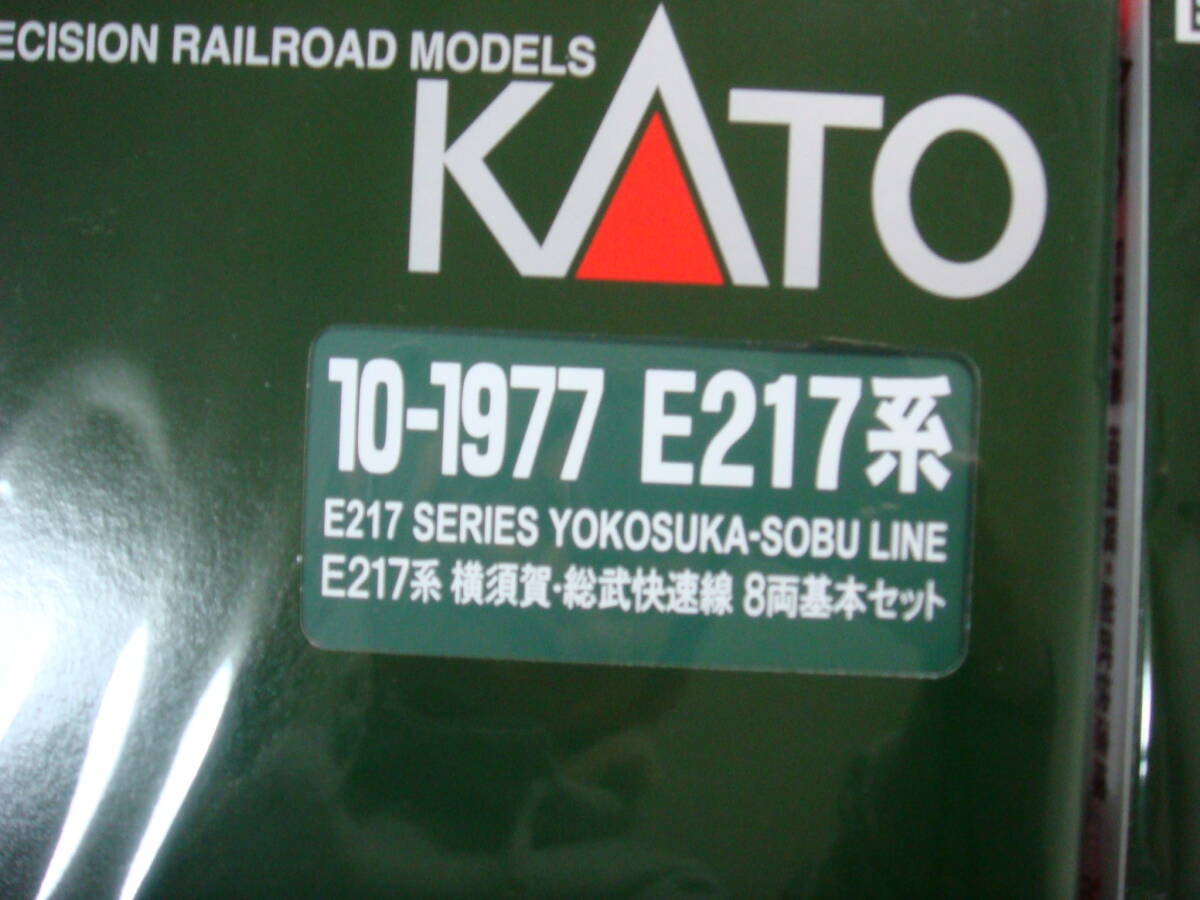 ECISION RAILROAD MODELS
KATO
10-1977 E217系
E217 SERIES YOKOSUKA-SOBU LINE
E217系 横須賀・総武快速線 8両基本セット